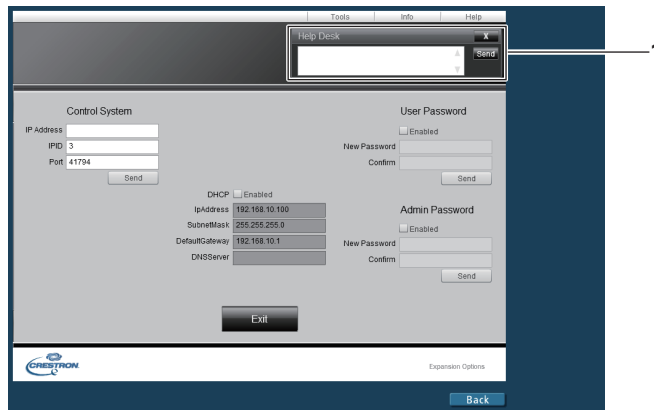 Tools Info Help
Help Desk X
Send
Control System
IP Address
IPID 3
Port 41794
Send
DHCP Enabled
IpAddress 192.168.10.100
SubnetMask 255.255.255.0
DefaultGateway 192.168.10.1
DNSServer
User Password
Enabled
New Password
Confirm
Send
Admin Password
Enabled
New Password
Confirm
Send
Exit
CRESTRON
Expansion Options
Back